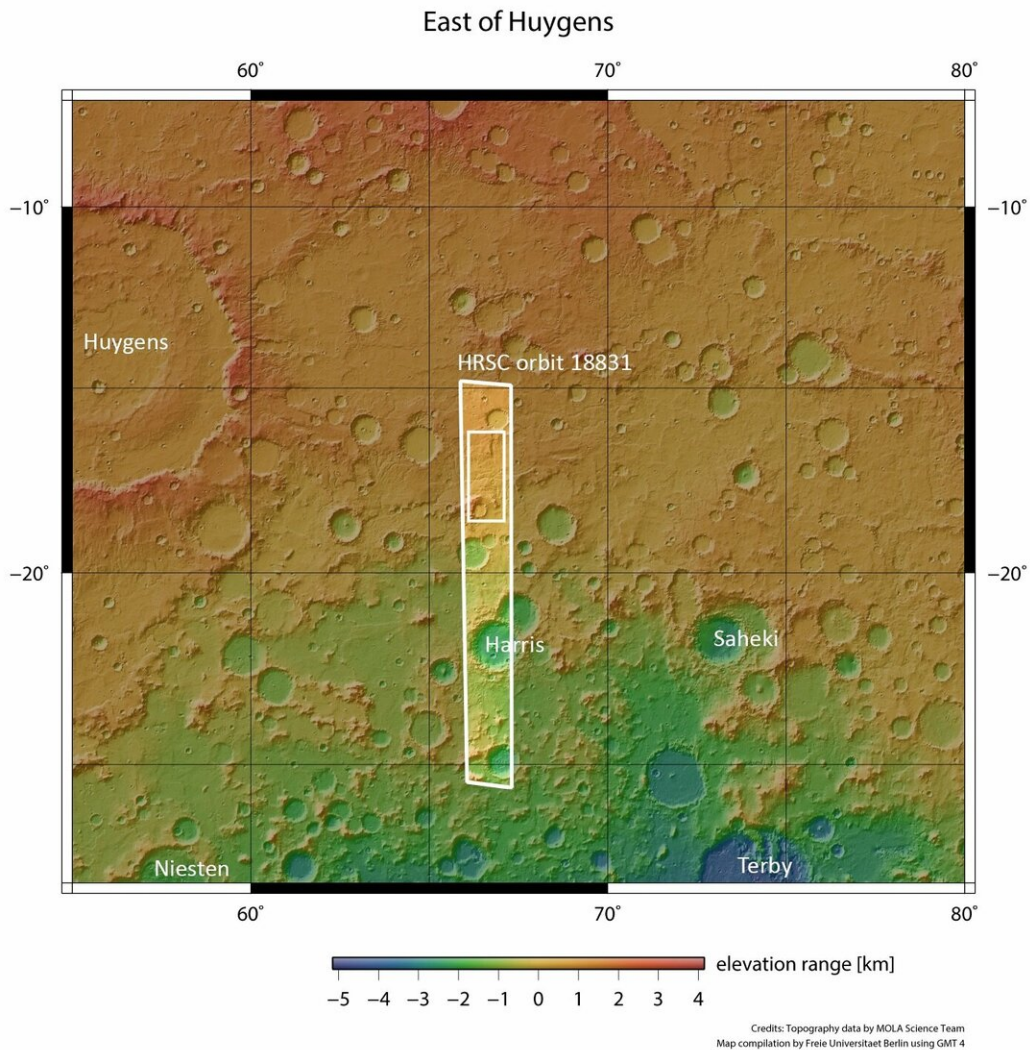 East of Huygens
60° 70° 80°
−10° −10°
Huygens
HRSC orbit 18831
−20° −20°
Harris Saheki
Niesten Terby
60° 70° 80°
elevation range [km]
−5 −4 −3 −2 −1 0 1 2 3 4
Credits: Topography data by MOLA Science Team
Map compilation by Freie Universitaet Berlin using GMT 4